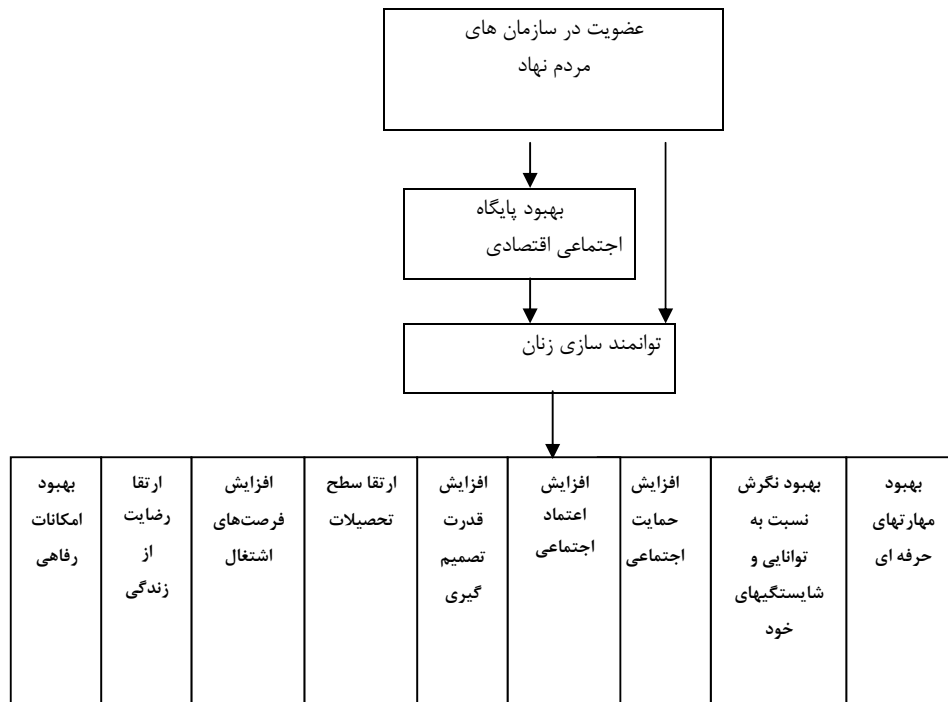 عضویت در سازمان های
مردم نهاد
بهبود پایگاه
اجتماعی اقتصادی
توانمند سازی زنان
بهبود
مهارتهای
حرفه ای
بهبود نگرش
نسبت به
توانایی و
شایستگیهای
خود
افزایش
حمایت
اجتماعی
افزایش
اعتماد
اجتماعی
افزایش
قدرت
تصمیم
گیری
ارتقا سطح
تحصیلات
افزایش
فرصت‌های
اشتغال
ارتقا
رضایت
از
زندگی
بهبود
امکانات
رفاهی